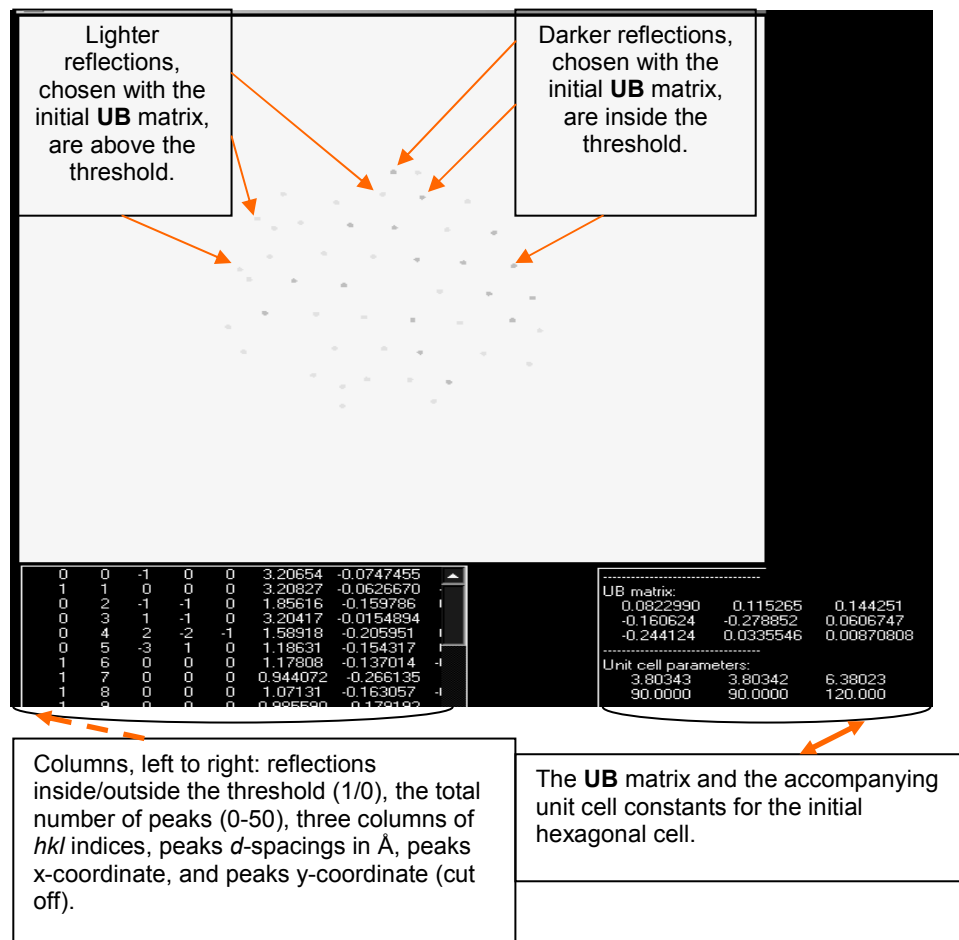 Lighter
reflections,
chosen with the
initial UB matrix,
are above the
threshold.
Darker reflections,
chosen with the
initial UB matrix,
are inside the
threshold.
0 0 -1 0 0 3.20654 -0.0747455
1 1 0 0 0 3.20827 -0.0626670
0 2 -1 -1 0 1.85616 -0.159786
0 3 1 -1 0 3.20417 -0.0154894
0 4 2 -2 -1 1.58918 -0.205951
0 5 -3 1 0 1.18631 -0.154317
1 6 0 0 0 1.17808 -0.137014
1 7 0 0 0 0.944072 -0.266135
1 8 0 0 0 1.07131 -0.163057
1 9 0 0 0 0.985590 -0.179192
UB matrix:
0.0822990 0.115265 0.144251
-0.160624 -0.278852 0.0606747
-0.244124 0.0335546 0.00870808
Unit cell parameters:
3.80343 3.80342 6.38023
90.0000 90.0000 120.000
Columns, left to right: reflections
inside/outside the threshold (1/0), the total
number of peaks (0-50), three columns of
hkl indices, peaks d-spacings in Å, peaks
x-coordinate, and peaks y-coordinate (cut
off).
The UB matrix and the accompanying
unit cell constants for the initial
hexagonal cell.